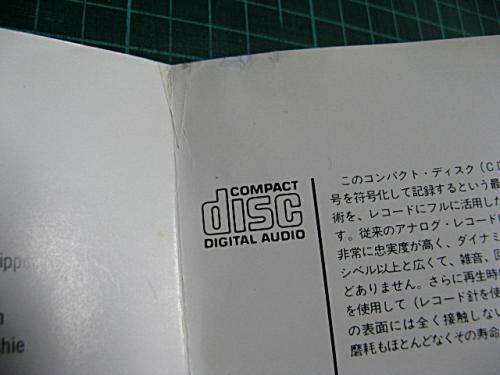 COMPACT
disc
DIGITAL AUDIO
このコンパクト・ディスク(C.D
号を符号化して記録するという最
術を、レコードにフルに活用した
す。従来のアナログ・レコードに
非常に忠実度が高く、ダイナミ
シベル以上と広くて、雑音、回
どありません。さらに再生時
を使用して(レコード針を使
の表面には全く接触しない
磨耗もほとんどなくその寿命
ippo
n
shie